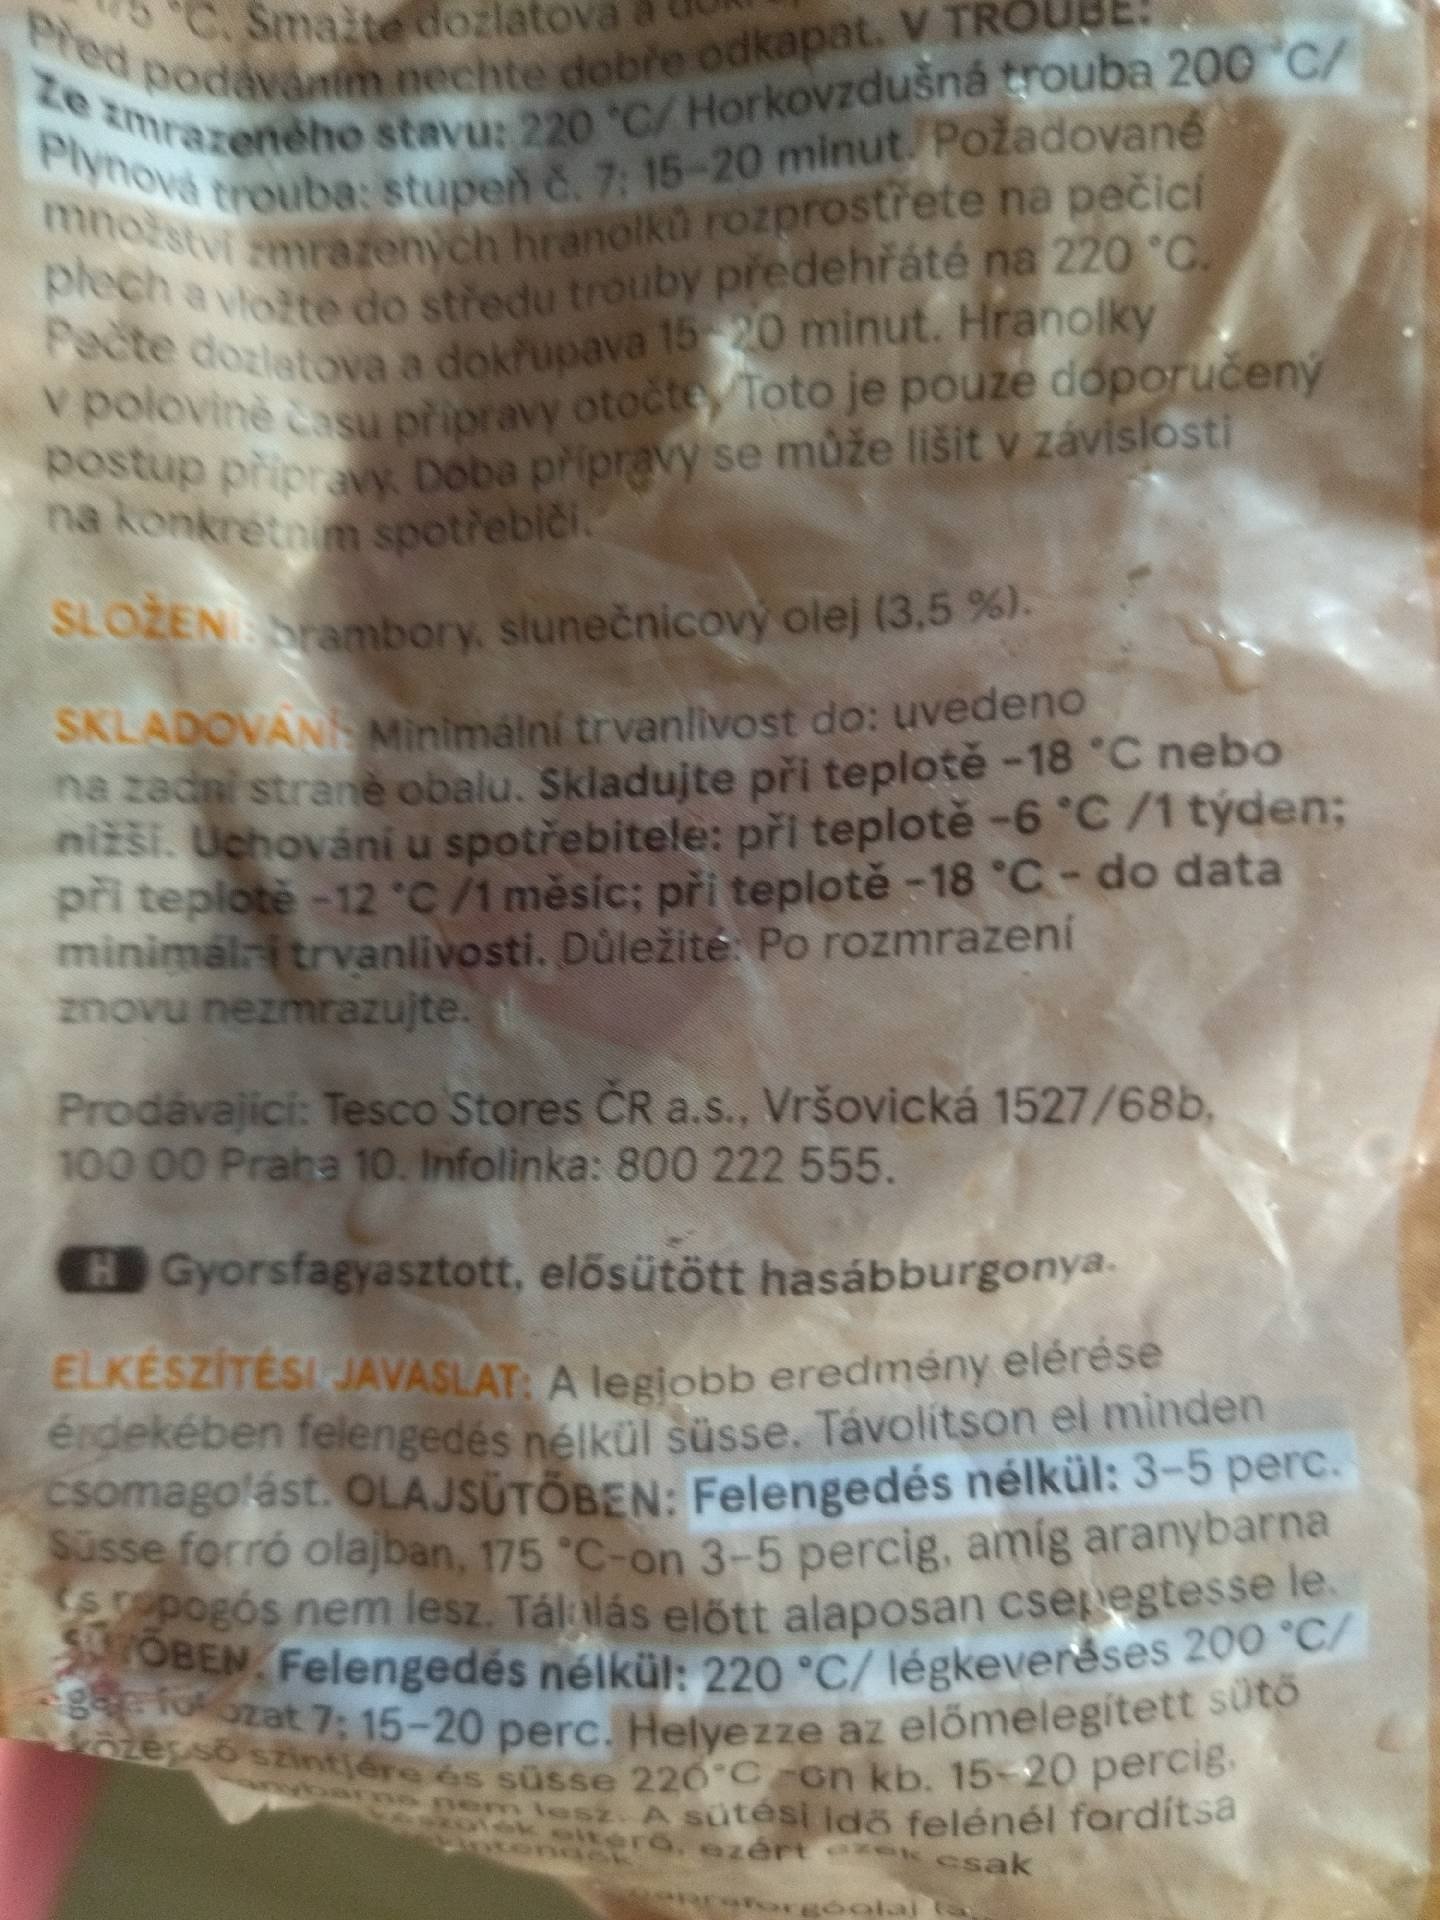 175 °C. Smažte dozlatova a
Před podáváním nechte dobře odkapat. V TROUBĚ:
Ze zmrazeného stavu: 220 °C/ Horkovzdušná trouba 200 °C/
Plynová trouba: stupeň č. 7: 15–20 minut. Požadované
množství zmrazených hranolků rozprostřete na pečicí
plech a vložte do středu trouby předehřáté na 220 °C.
Pečte dozlatova a dokřupava 15–20 minut. Hranolky
v polovině času přípravy otočte. Toto je pouze doporučený
postup přípravy. Doba přípravy se může lišit v závislosti
na konkrétním spotřebiči.
SLOŽENÍ: brambory, slunečnicový olej (3,5 %).
SKLADOVÁNÍ: Minimální trvanlivost do: uvedeno
na zadní straně obalu. Skladujte při teplotě –18 °C nebo
nižší. Uchování u spotřebitele: při teplotě –6 °C /1 týden;
při teplotě –12 °C /1 měsíc; při teplotě –18 °C – do data
minimální trvanlivosti. Důležité: Po rozmrazení
znovu nezmrazujte.
Prodávající: Tesco Stores ČR a.s., Vršovická 1527/68b,
100 00 Praha 10. Infolinka: 800 222 555.
H Gyorsfagyasztott, elősütött hasábburgonya.
ELKÉSZÍTÉSI JAVASLAT: A legjobb eredmény elérése
érdekében felengedés nélkül süsse. Távolítson el minden
csomagolást. OLAJSÜTŐBEN: Felengedés nélkül: 3–5 perc.
Süsse forró olajban, 175 °C-on 3–5 percig, amíg aranybarna
és ropogós nem lesz. Tálalás előtt alaposan csepegtesse le.
SÜTŐBEN: Felengedés nélkül: 220 °C/ légkeveréses 200 °C/
7: 15–20 perc. Helyezze az előmelegített sütő
középső szintjére és süsse 220°C -on kb. 15–20 percig,
nem lesz. A sütési idő felénél fordítsa
eltérő, ezért ezek csak